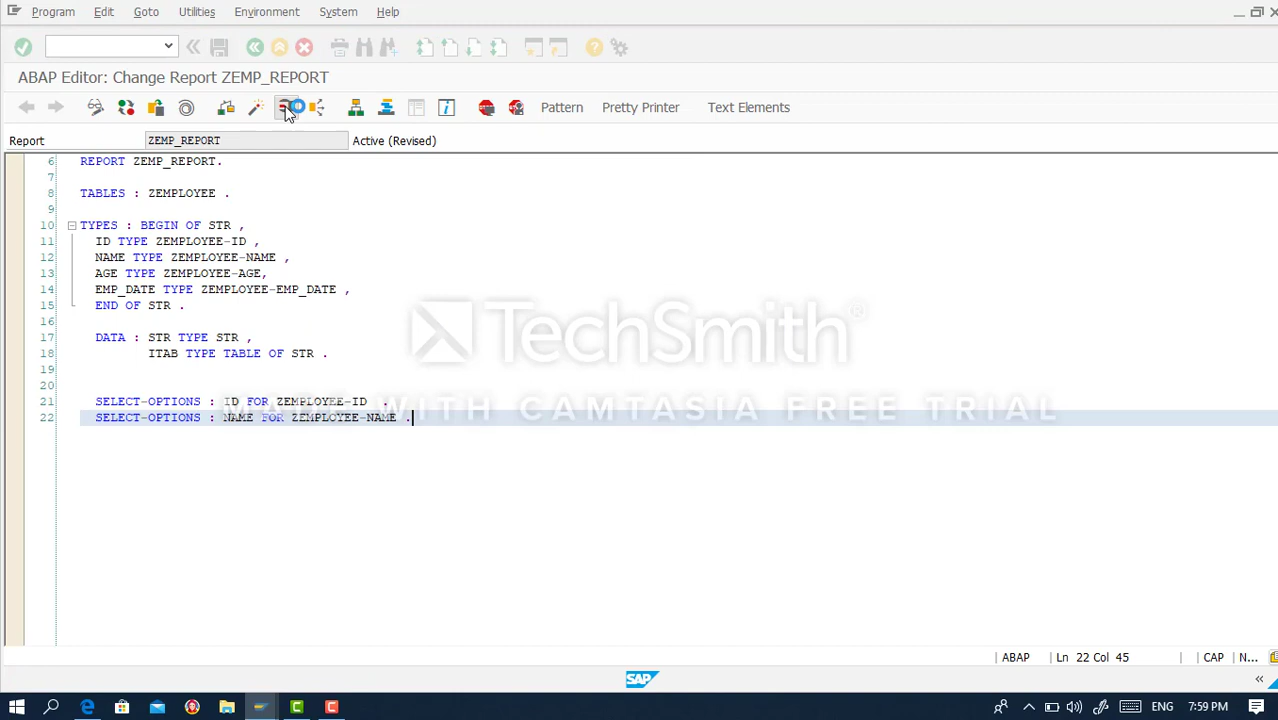 Program Edit Goto Utilities Environment System Help
ABAP Editor: Change Report ZEMP_REPORT
Pattern Pretty Printer Text Elements
Report ZEMP_REPORT Active (Revised)
6 REPORT ZEMP_REPORT.
7
8 TABLES : ZEMPLOYEE .
9
10 TYPES : BEGIN OF STR ,
11 ID TYPE ZEMPLOYEE-ID ,
12 NAME TYPE ZEMPLOYEE-NAME ,
13 AGE TYPE ZEMPLOYEE-AGE,
14 EMP_DATE TYPE ZEMPLOYEE-EMP_DATE ,
15 END OF STR .
16
17 DATA : STR TYPE STR ,
18 ITAB TYPE TABLE OF STR .
19
20
21 SELECT-OPTIONS : ID FOR ZEMPLOYEE-ID .
22 SELECT-OPTIONS : NAME FOR ZEMPLOYEE-NAME .
TechSmith®
WITH CAMTASIA FREE TRIAL
ABAP Ln 22 Col 45 CAP N...
SAP
ENG 7:59 PM